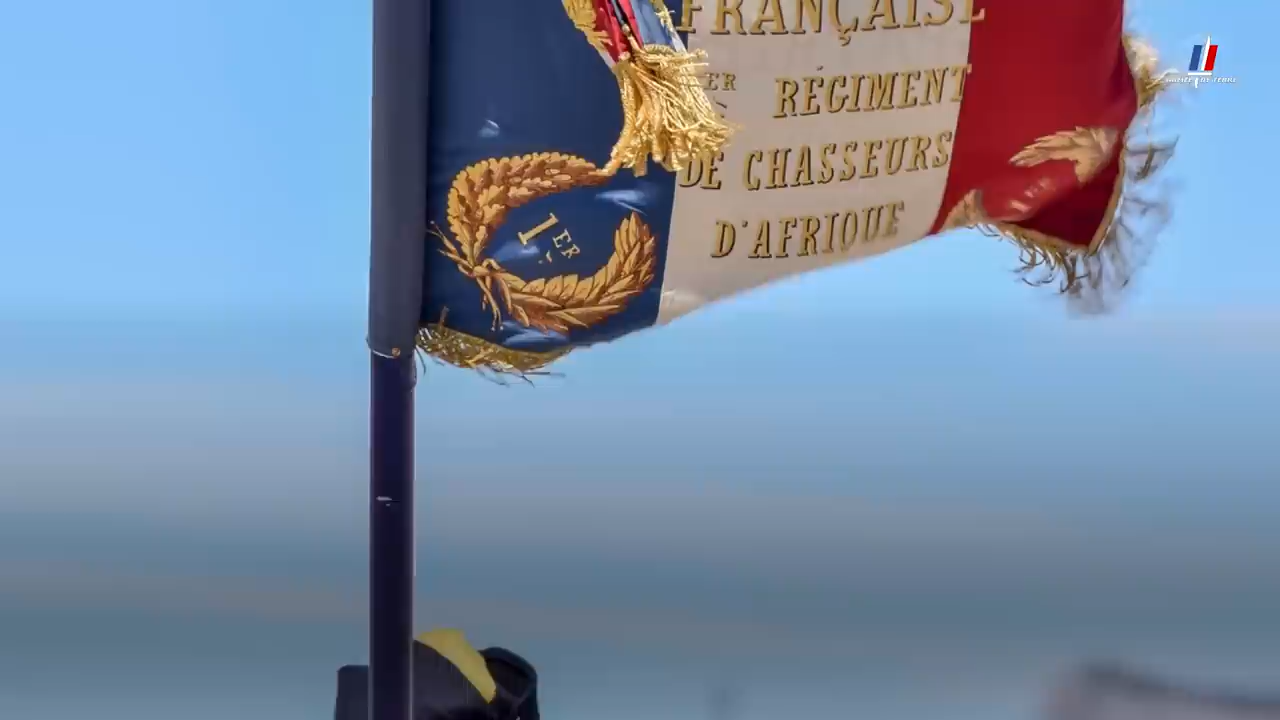 FRANÇAISE
ER RÉGIMENT
DE CHASSEURS
D'AFRIQUE
1ER